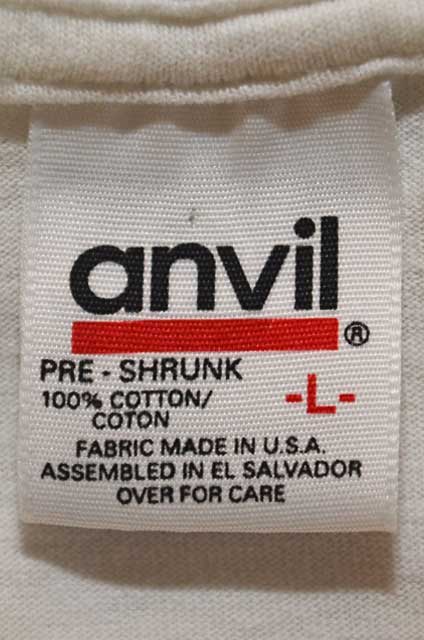 anvil®
PRE - SHRUNK
100% COTTON/
COTON
-L-
FABRIC MADE IN U.S.A.
ASSEMBLED IN EL SALVADOR
OVER FOR CARE